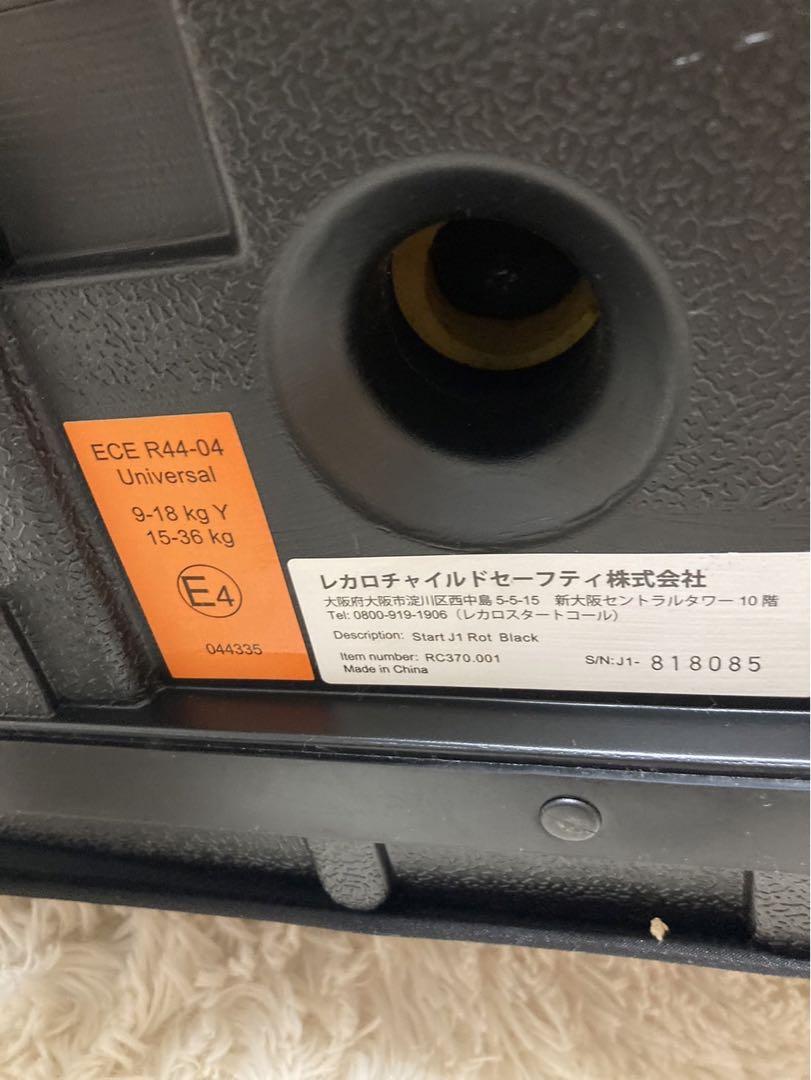 ECE R44-04
Universal
9-18 kg Y
15-36 kg
E4
044335
レカロチャイルドセーフティ株式会社
大阪府大阪市淀川区西中島 5-5-15　新大阪セントラルタワー 10 階
Tel: 0800-919-1906（レカロスタートコール）
Description: Start J1 Rot Black
Item number: RC370.001 S/N:J1- 818085
Made in China